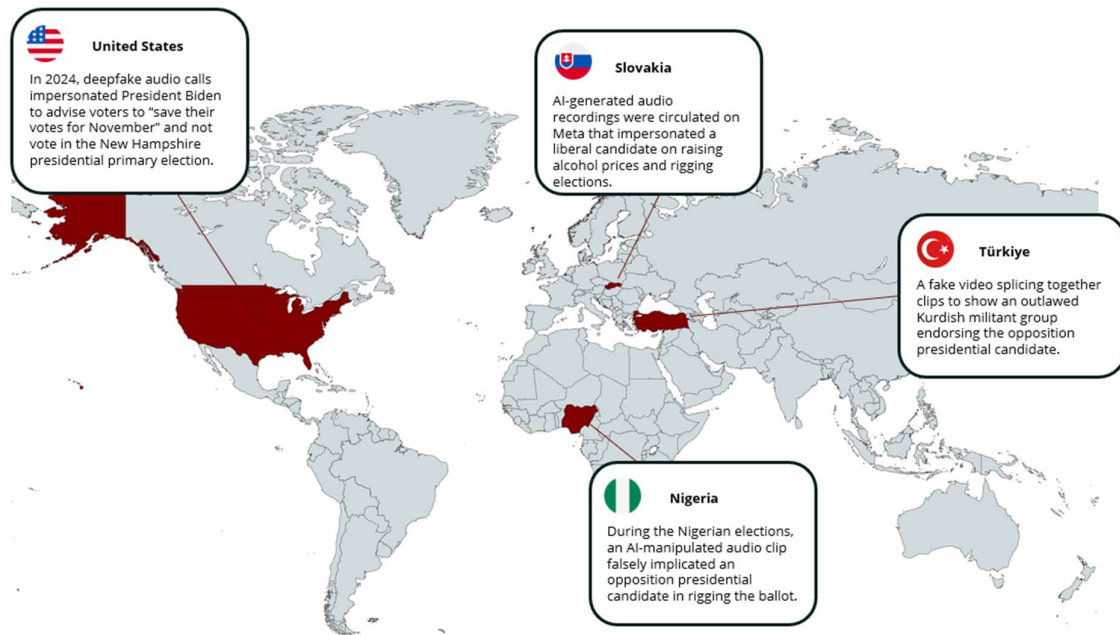 United States
In 2024, deepfake audio calls
impersonated President Biden
to advise voters to “save their
votes for November” and not
vote in the New Hampshire
presidential primary election.
Slovakia
AI-generated audio
recordings were circulated on
Meta that impersonated a
liberal candidate on raising
alcohol prices and rigging
elections.
Türkiye
A fake video splicing together
clips to show an outlawed
Kurdish militant group
endorsing the opposition
presidential candidate.
Nigeria
During the Nigerian elections,
an AI-manipulated audio clip
falsely implicated an
opposition presidential
candidate in rigging the ballot.